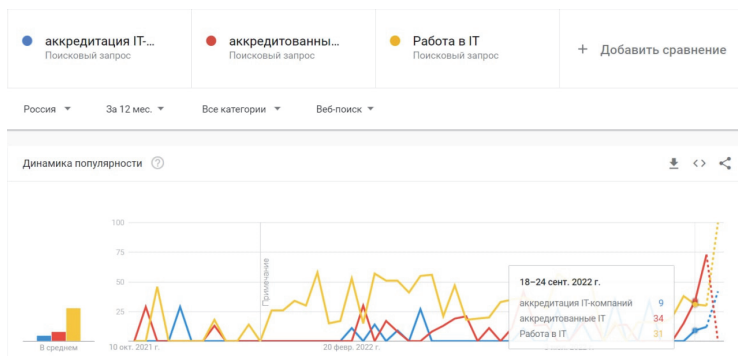 аккредитация IT-...
Поисковый запрос
аккредитованны...
Поисковый запрос
Работа в IT
Поисковый запрос
+ Добавить сравнение
Россия
За 12 мес.
Все категории
Веб-поиск
Динамика популярности
100
75
50
25
Примечание
18–24 сент. 2022 г.
аккредитация IT-компаний 9
аккредитованные IT 34
Работа в IT 31
В среднем
10 окт. 2021 г.
20 февр. 2022 г.